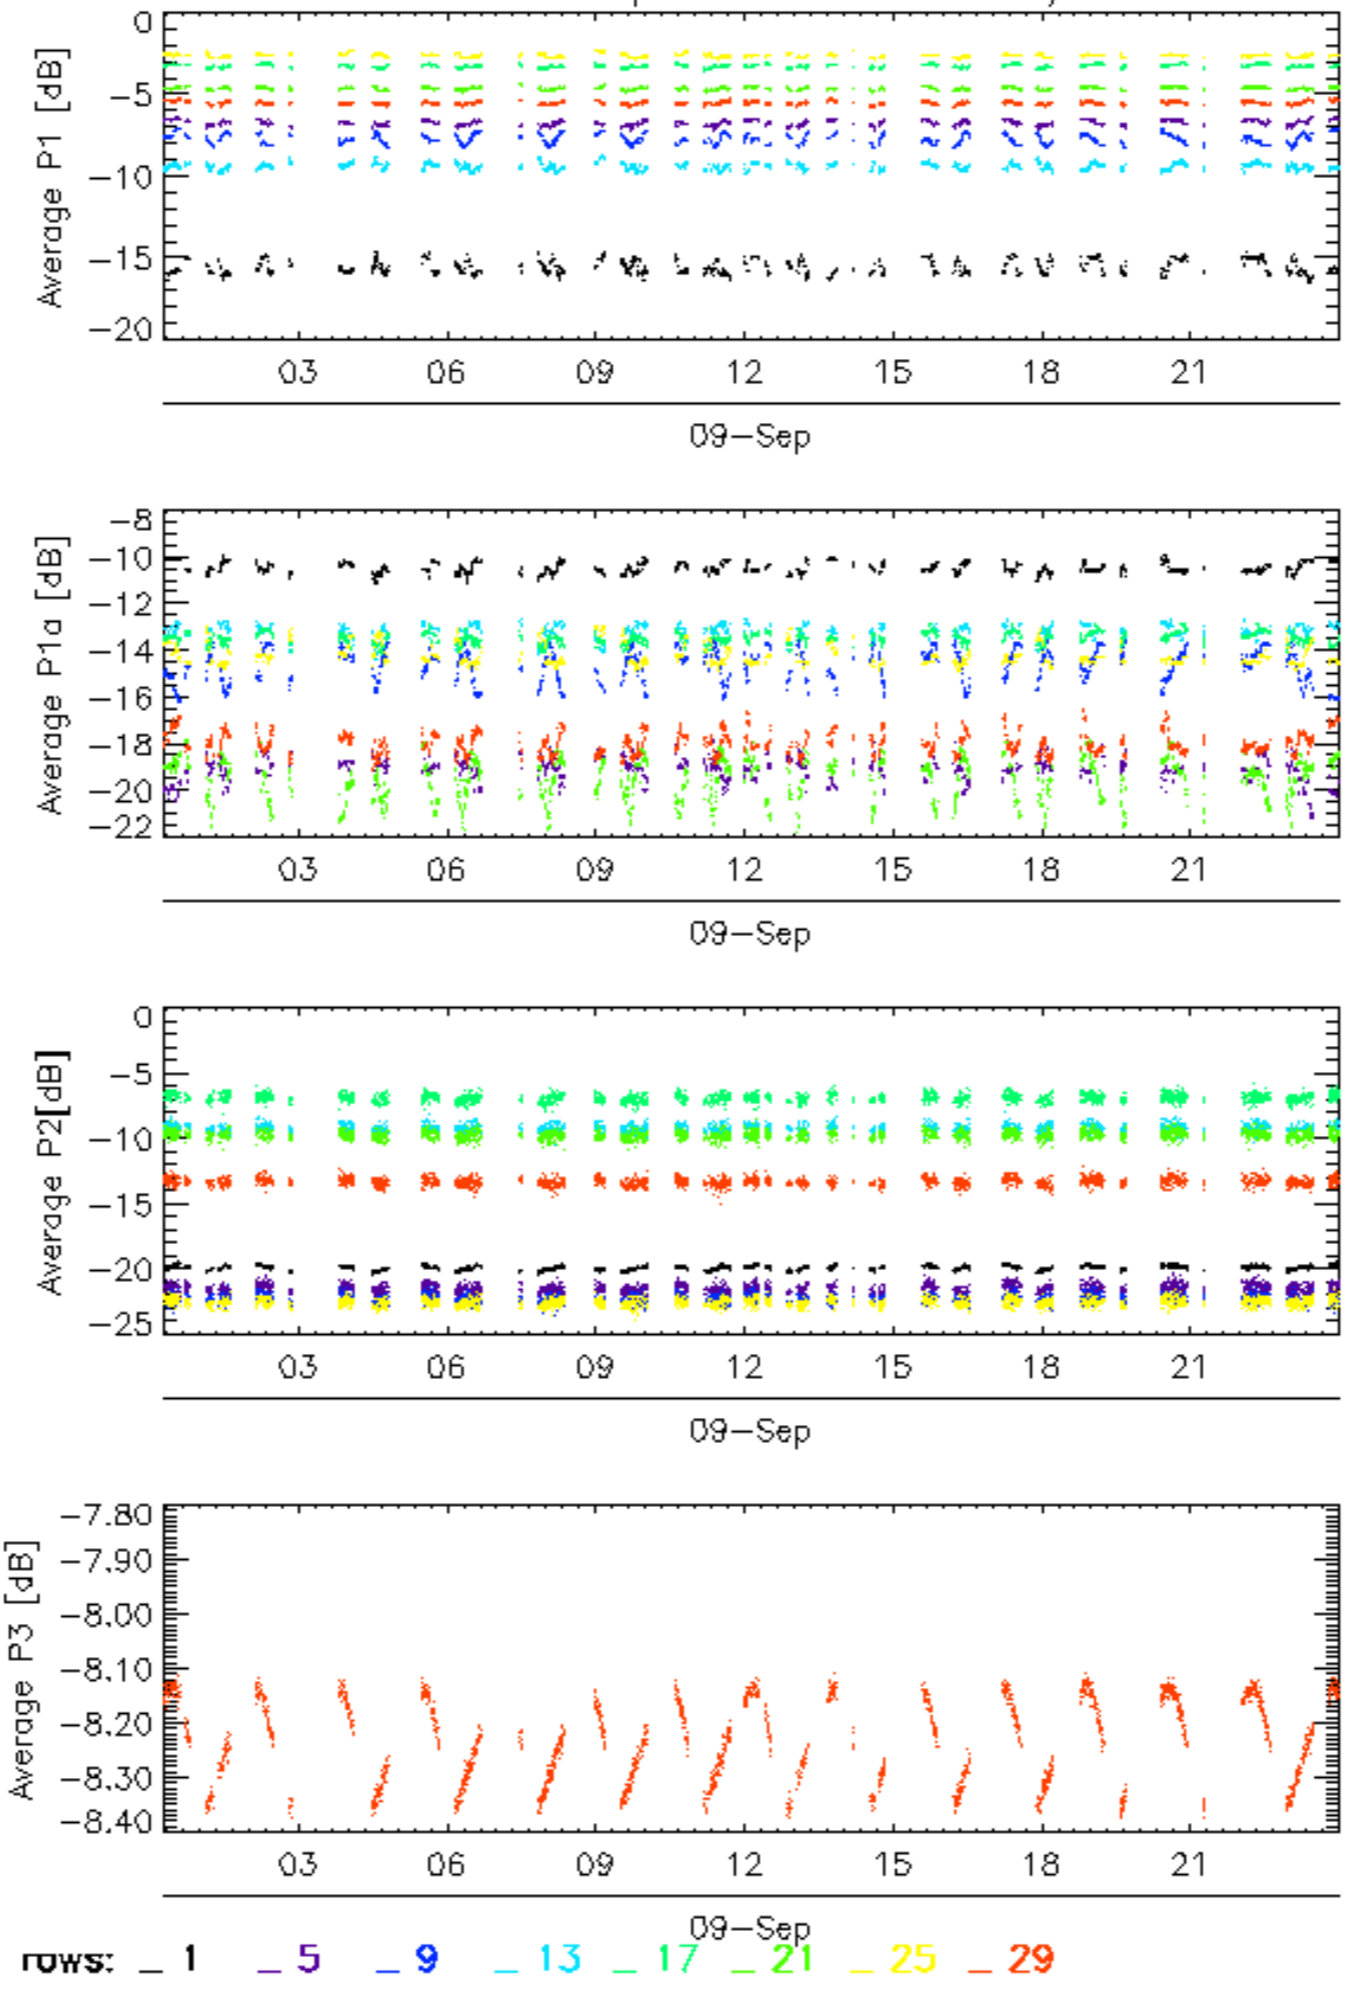 0
−5
−10
−15
−20
Average P1 [dB]
03 06 09 12 15 18 21
09−Sep
−8
−10
−12
−14
−16
−18
−20
−22
Average P1a [dB]
03 06 09 12 15 18 21
09−Sep
0
−5
−10
−15
−20
−25
Average P2[dB]
03 06 09 12 15 18 21
09−Sep
−7.80
−7.90
−8.00
−8.10
−8.20
−8.30
−8.40
Average P3 [dB]
03 06 09 12 15 18 21
09−Sep
rows: _ 1 _ 5 _ 9 _ 13 _ 17 _ 21 _ 25 _ 29